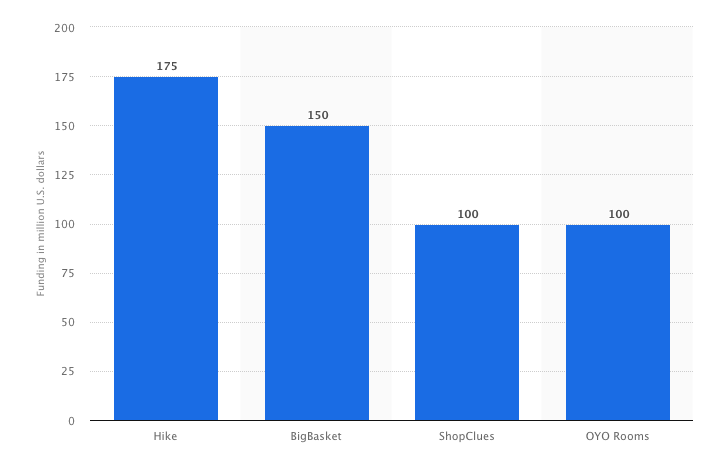 200
175
150
125
100
75
50
25
0
Funding in million U.S. dollars
175
150
100
100
Hike
BigBasket
ShopClues
OYO Rooms